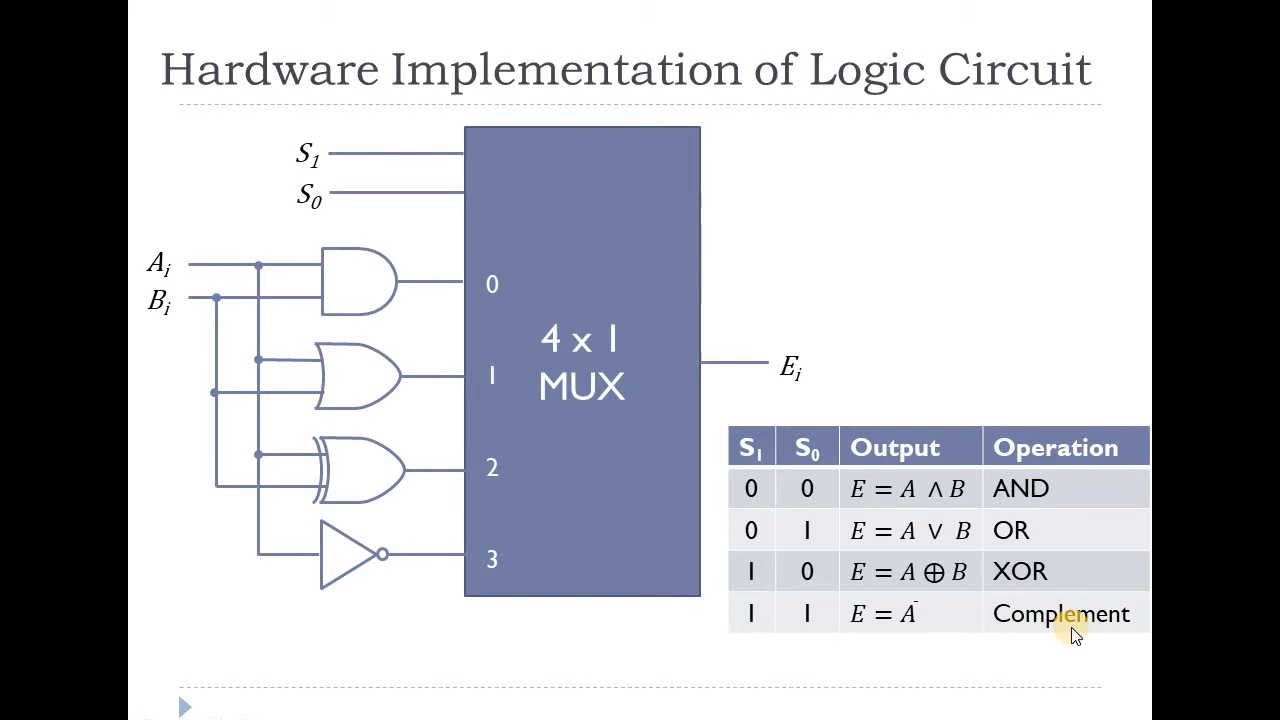 Hardware Implementation of Logic Circuit
S1
S0
Ai
Bi
0
1
2
3
4 x 1
MUX
Ei
S1 S0 Output Operation
0 0 E = A ∧ B AND
0 1 E = A ∨ B OR
1 0 E = A ⊕ B XOR
1 1 E = A̅ Complement